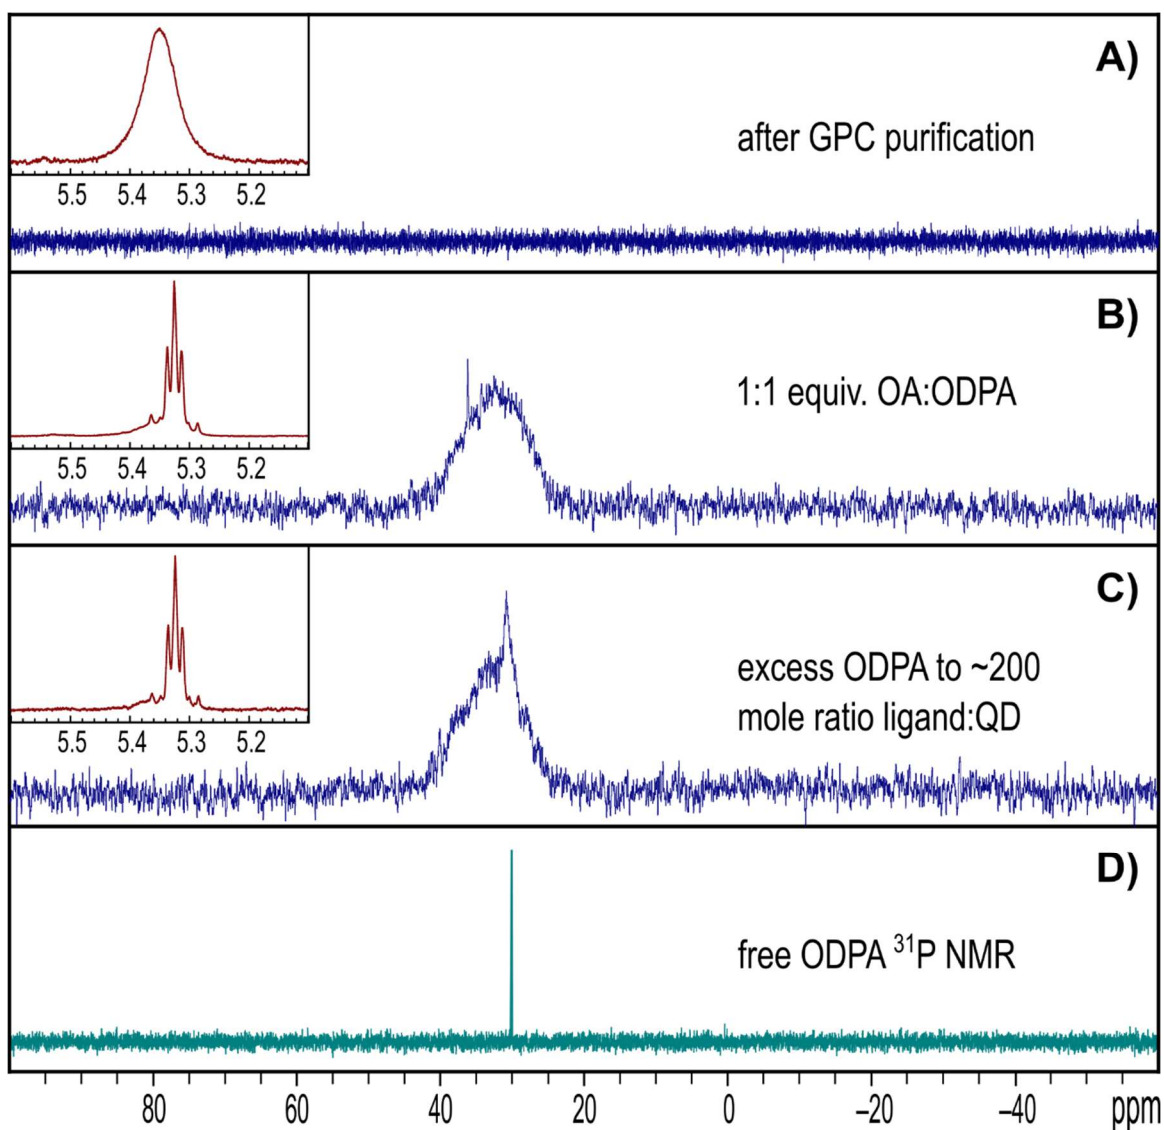 A)
after GPC purification
5.5 5.4 5.3 5.2
B)
1:1 equiv. OA:ODPA
5.5 5.4 5.3 5.2
C)
excess ODPA to ~200
mole ratio ligand:QD
5.5 5.4 5.3 5.2
D)
free ODPA ³¹P NMR
80 60 40 20 0 −20 −40 ppm